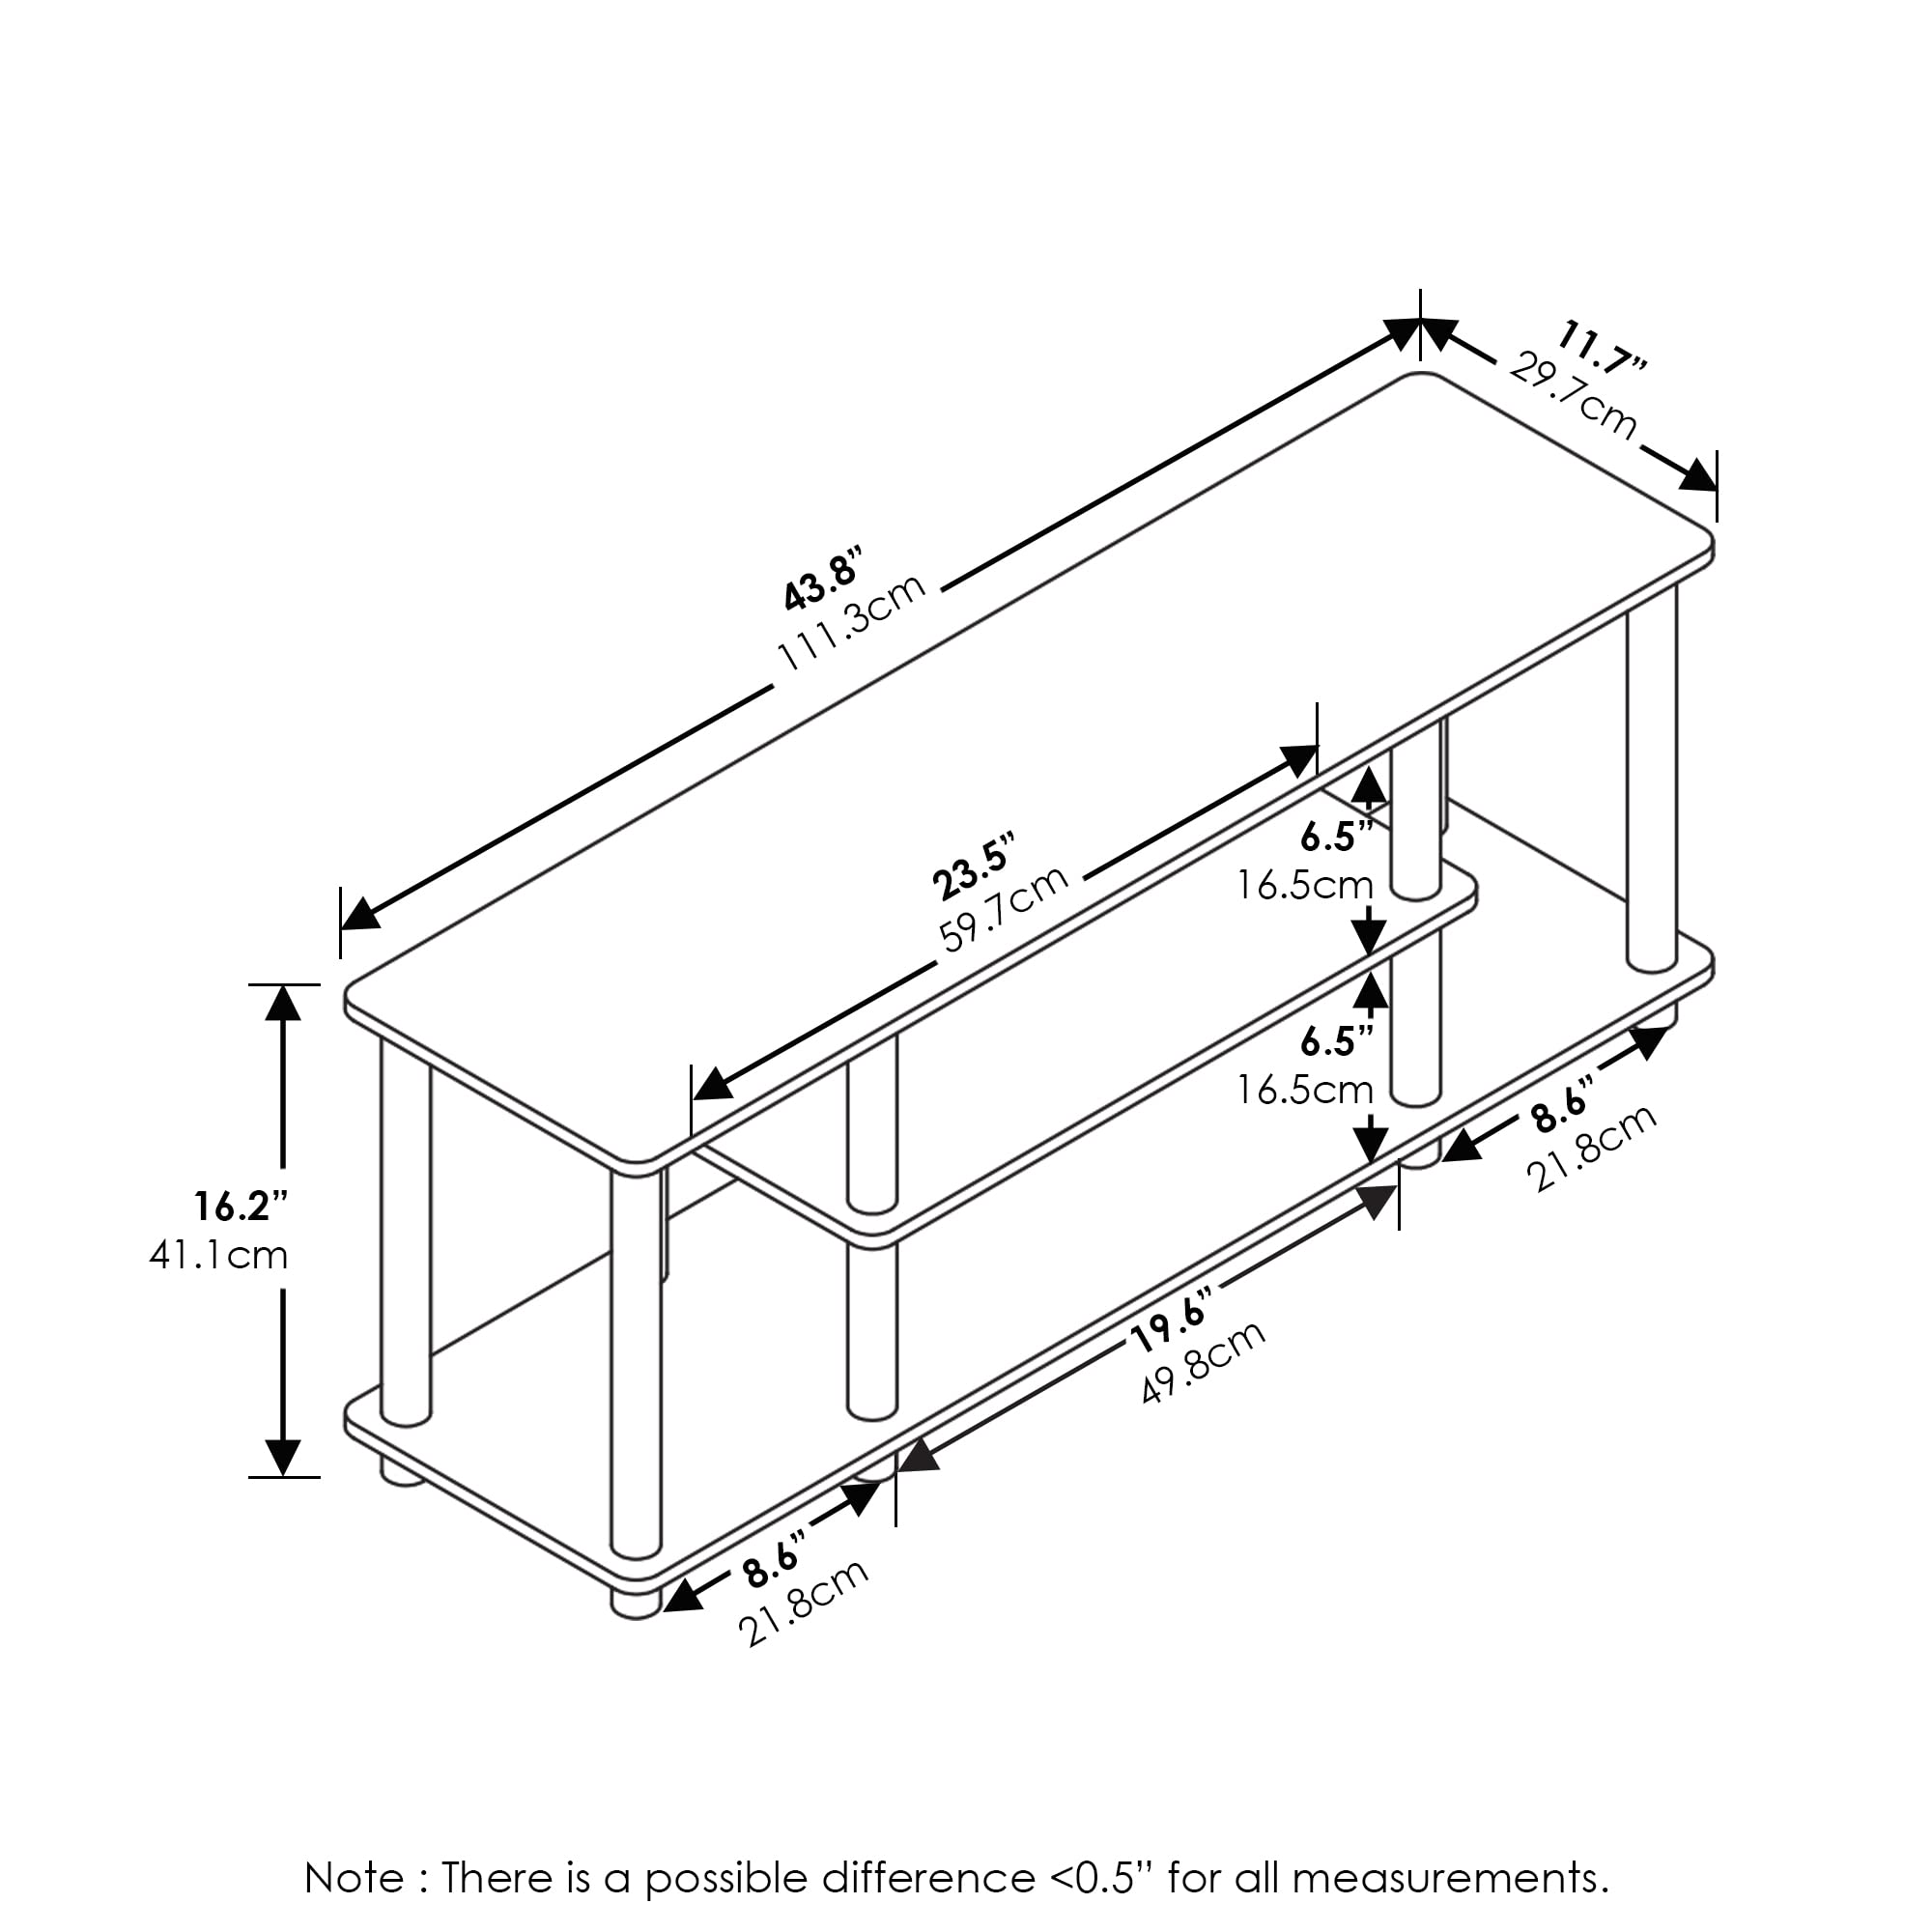 11.7”
29.7cm
43.8”
111.3cm
23.5”
59.7cm
6.5”
16.5cm
6.5”
16.5cm
8.6”
21.8cm
16.2”
41.1cm
19.6”
49.8cm
8.6”
21.8cm
Note : There is a possible difference <0.5” for all measurements.